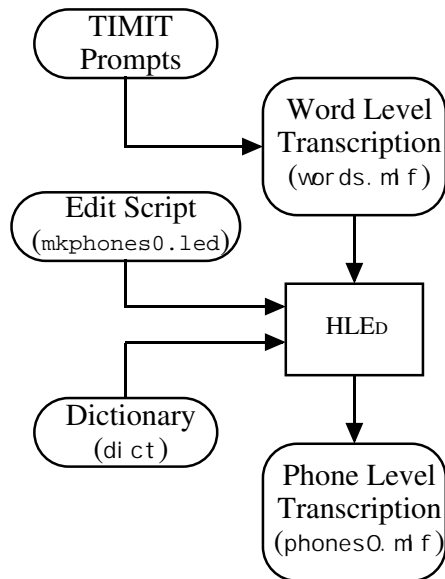 TIMIT
Prompts
Word Level
Transcription
(words.mlf)
Edit Script
(mkphones0.led)
HLED
Dictionary
(dict)
Phone Level
Transcription
(phones0.mlf)